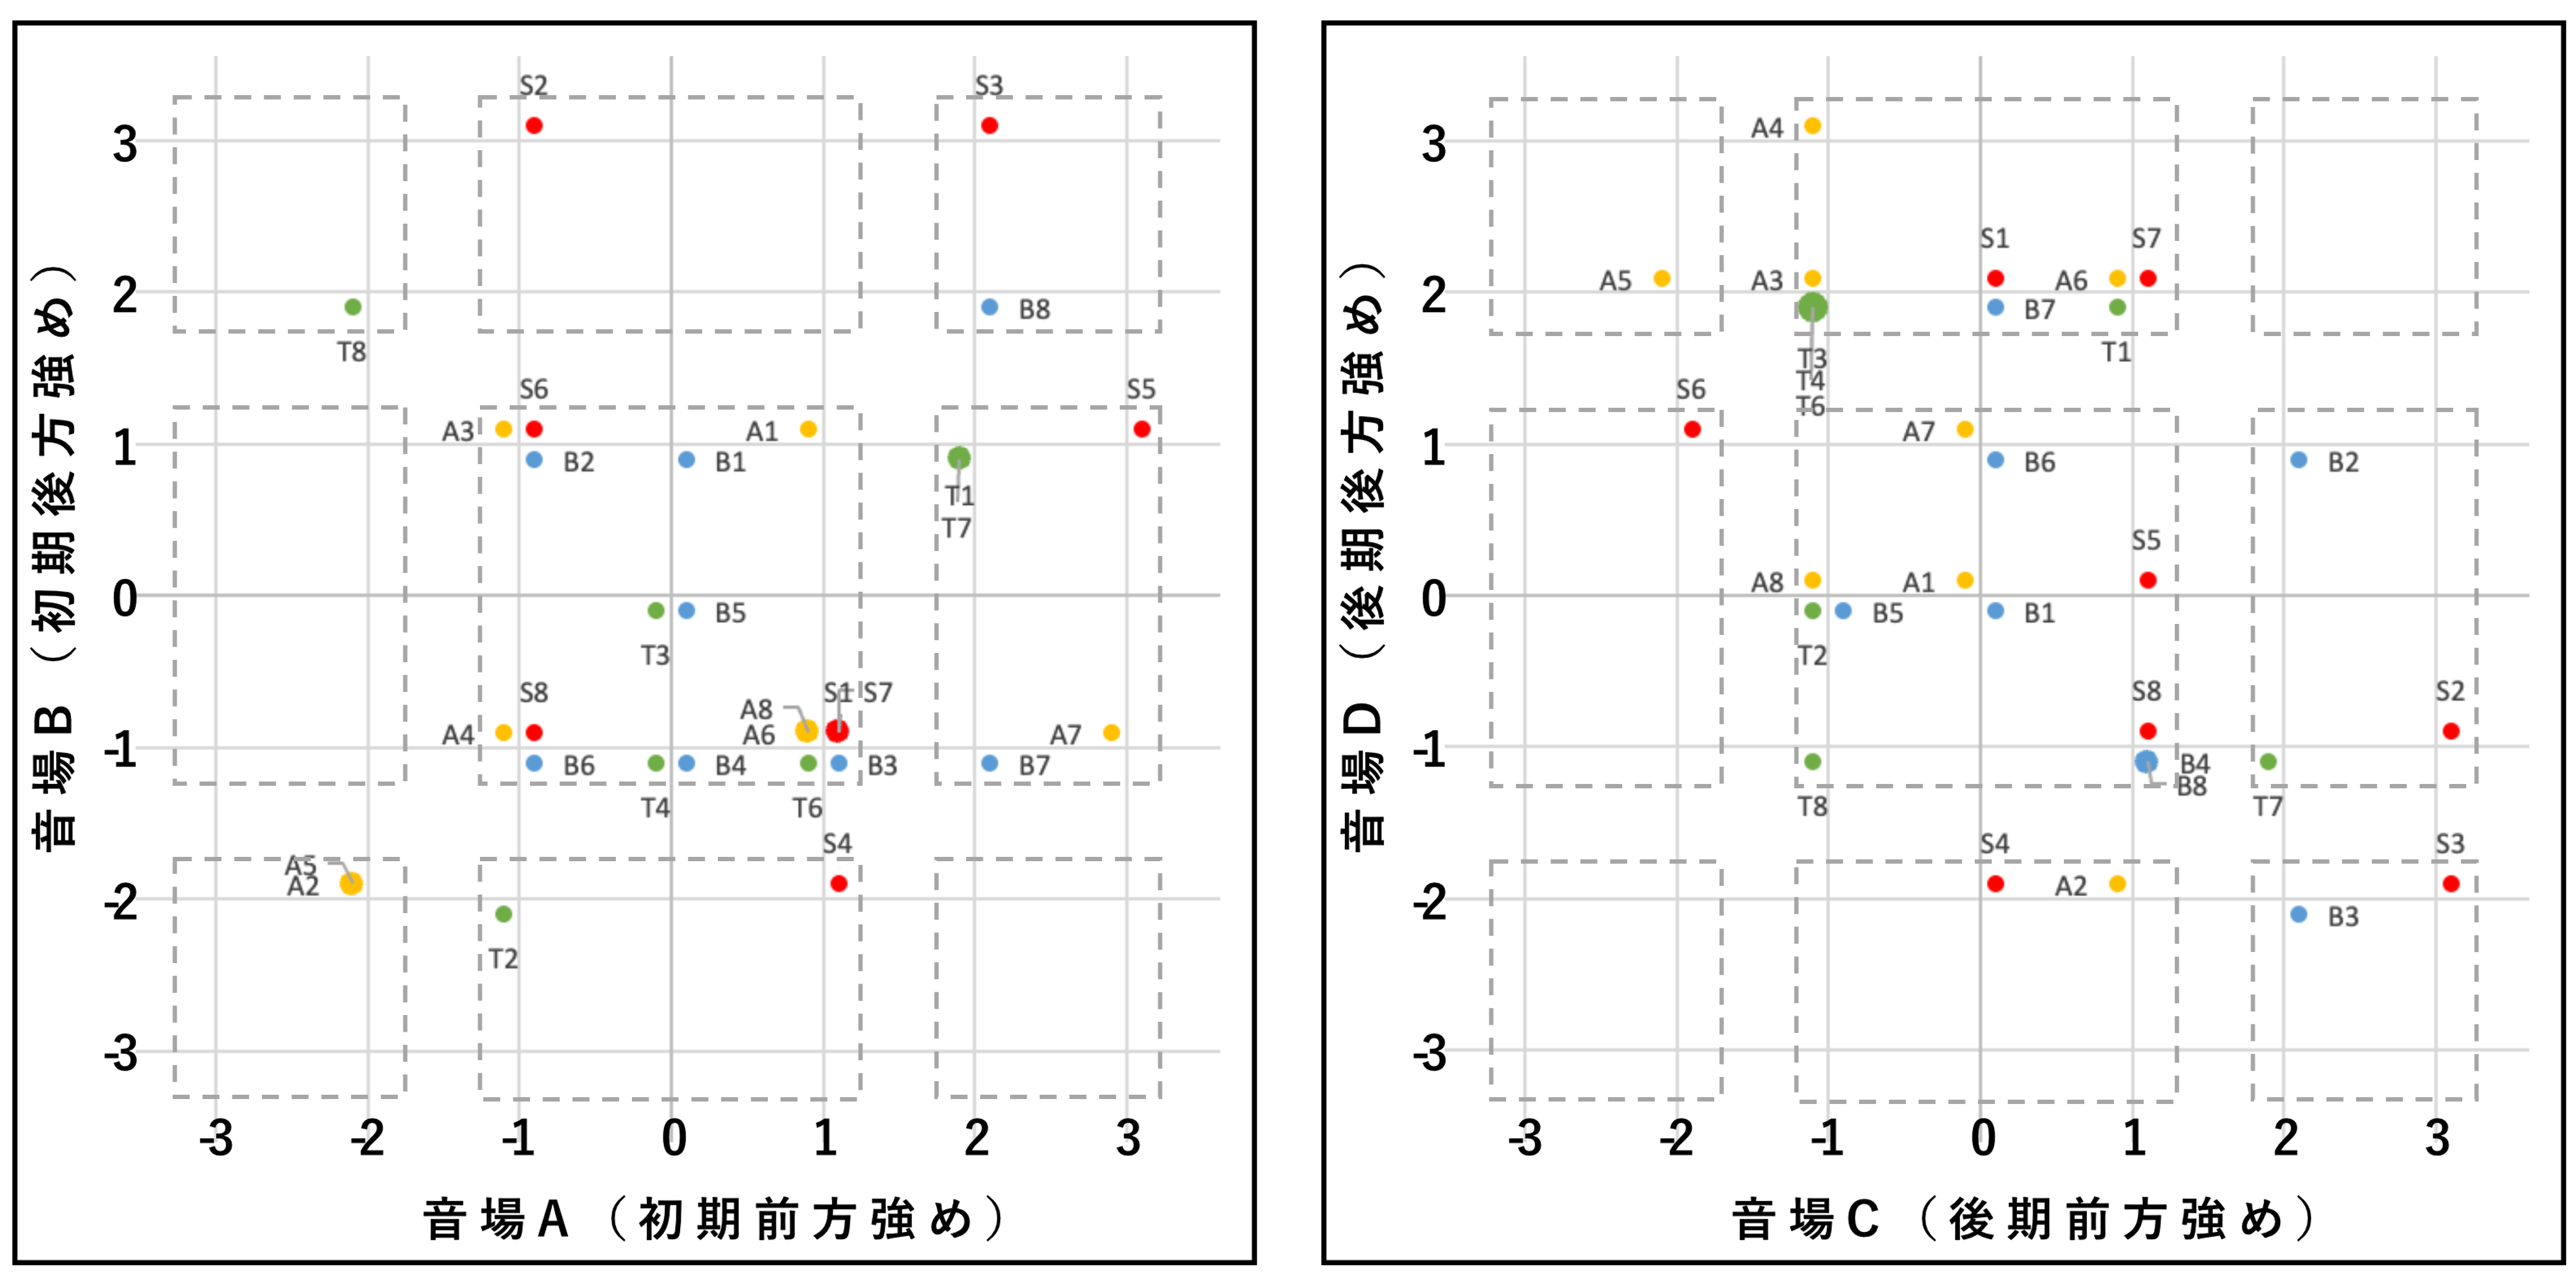 S2 S3
3
2
B8
T8
S6 S5
A3 A1
1
B2 B1
T1
T7
0
B5
T3
S8 S1 S7
A8
A4 A6 A7
-1
B6 B4 B3 B7
T4 T6
S4
A5
A2
-2
T2
-3
-3 -2 -1 0 1 2 3
音場A（初期前方強め）
音場B（初期後方強め）
A4
3
S1 S7
A5 A3 A6
2
B7
T3 T1
T4
T6
S6
A7
1
B6 B2
S5
A8 A1
0
B5 B1
T2
S8 S2
-1
B4
B8
T8 T7
S4 S3
A2
-2
B3
-3
-3 -2 -1 0 1 2 3
音場C（後期前方強め）
音場D（後期後方強め）